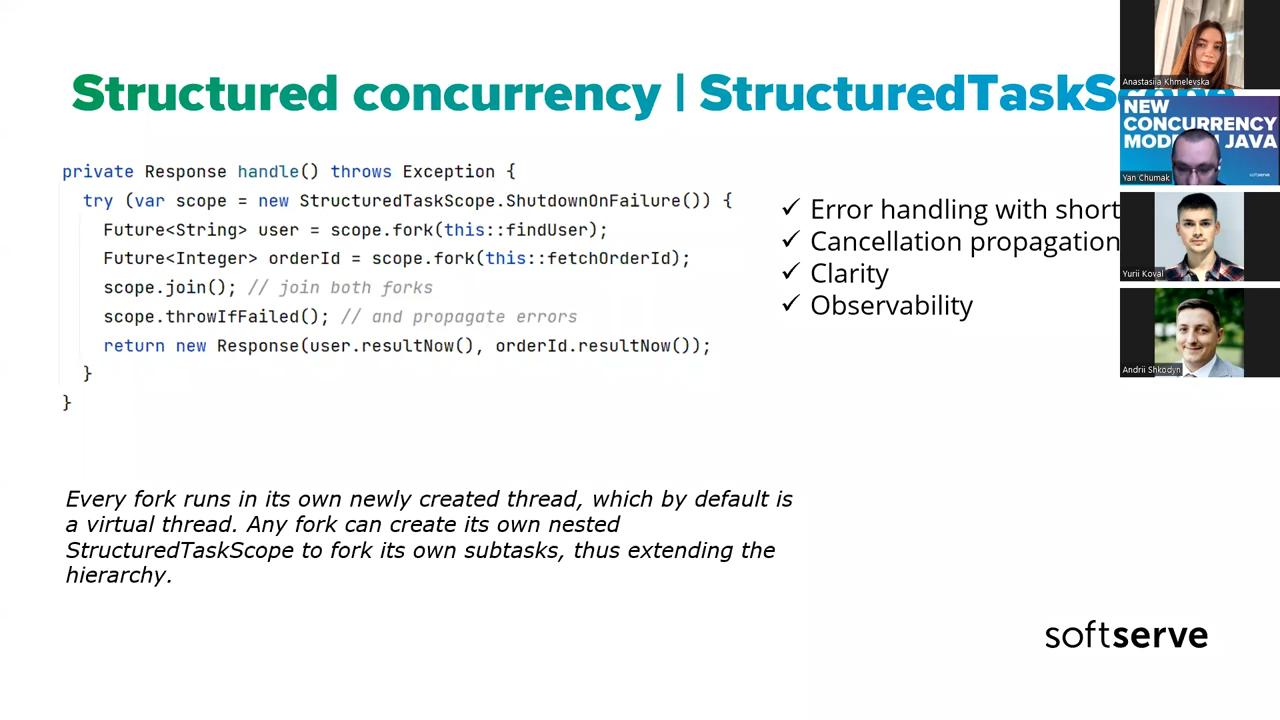 Structured concurrency | StructuredTaskS
private Response handle() throws Exception {
try (var scope = new StructuredTaskScope.ShutdownOnFailure()) {
Future<String> user = scope.fork(this::findUser);
Future<Integer> orderId = scope.fork(this::fetchOrderId);
scope.join(); // join both forks
scope.throwIfFailed(); // and propagate errors
return new Response(user.resultNow(), orderId.resultNow());
}
}
✓ Error handling with short
✓ Cancellation propagation
✓ Clarity
✓ Observability
Every fork runs in its own newly created thread, which by default is
a virtual thread. Any fork can create its own nested
StructuredTaskScope to fork its own subtasks, thus extending the
hierarchy.
softserve
Anastasiia Khmelevska
NEW
CONCURRENCY
JAVA
softserve
Yan Chumak
Yurii Koval
Andrii Shkodyn